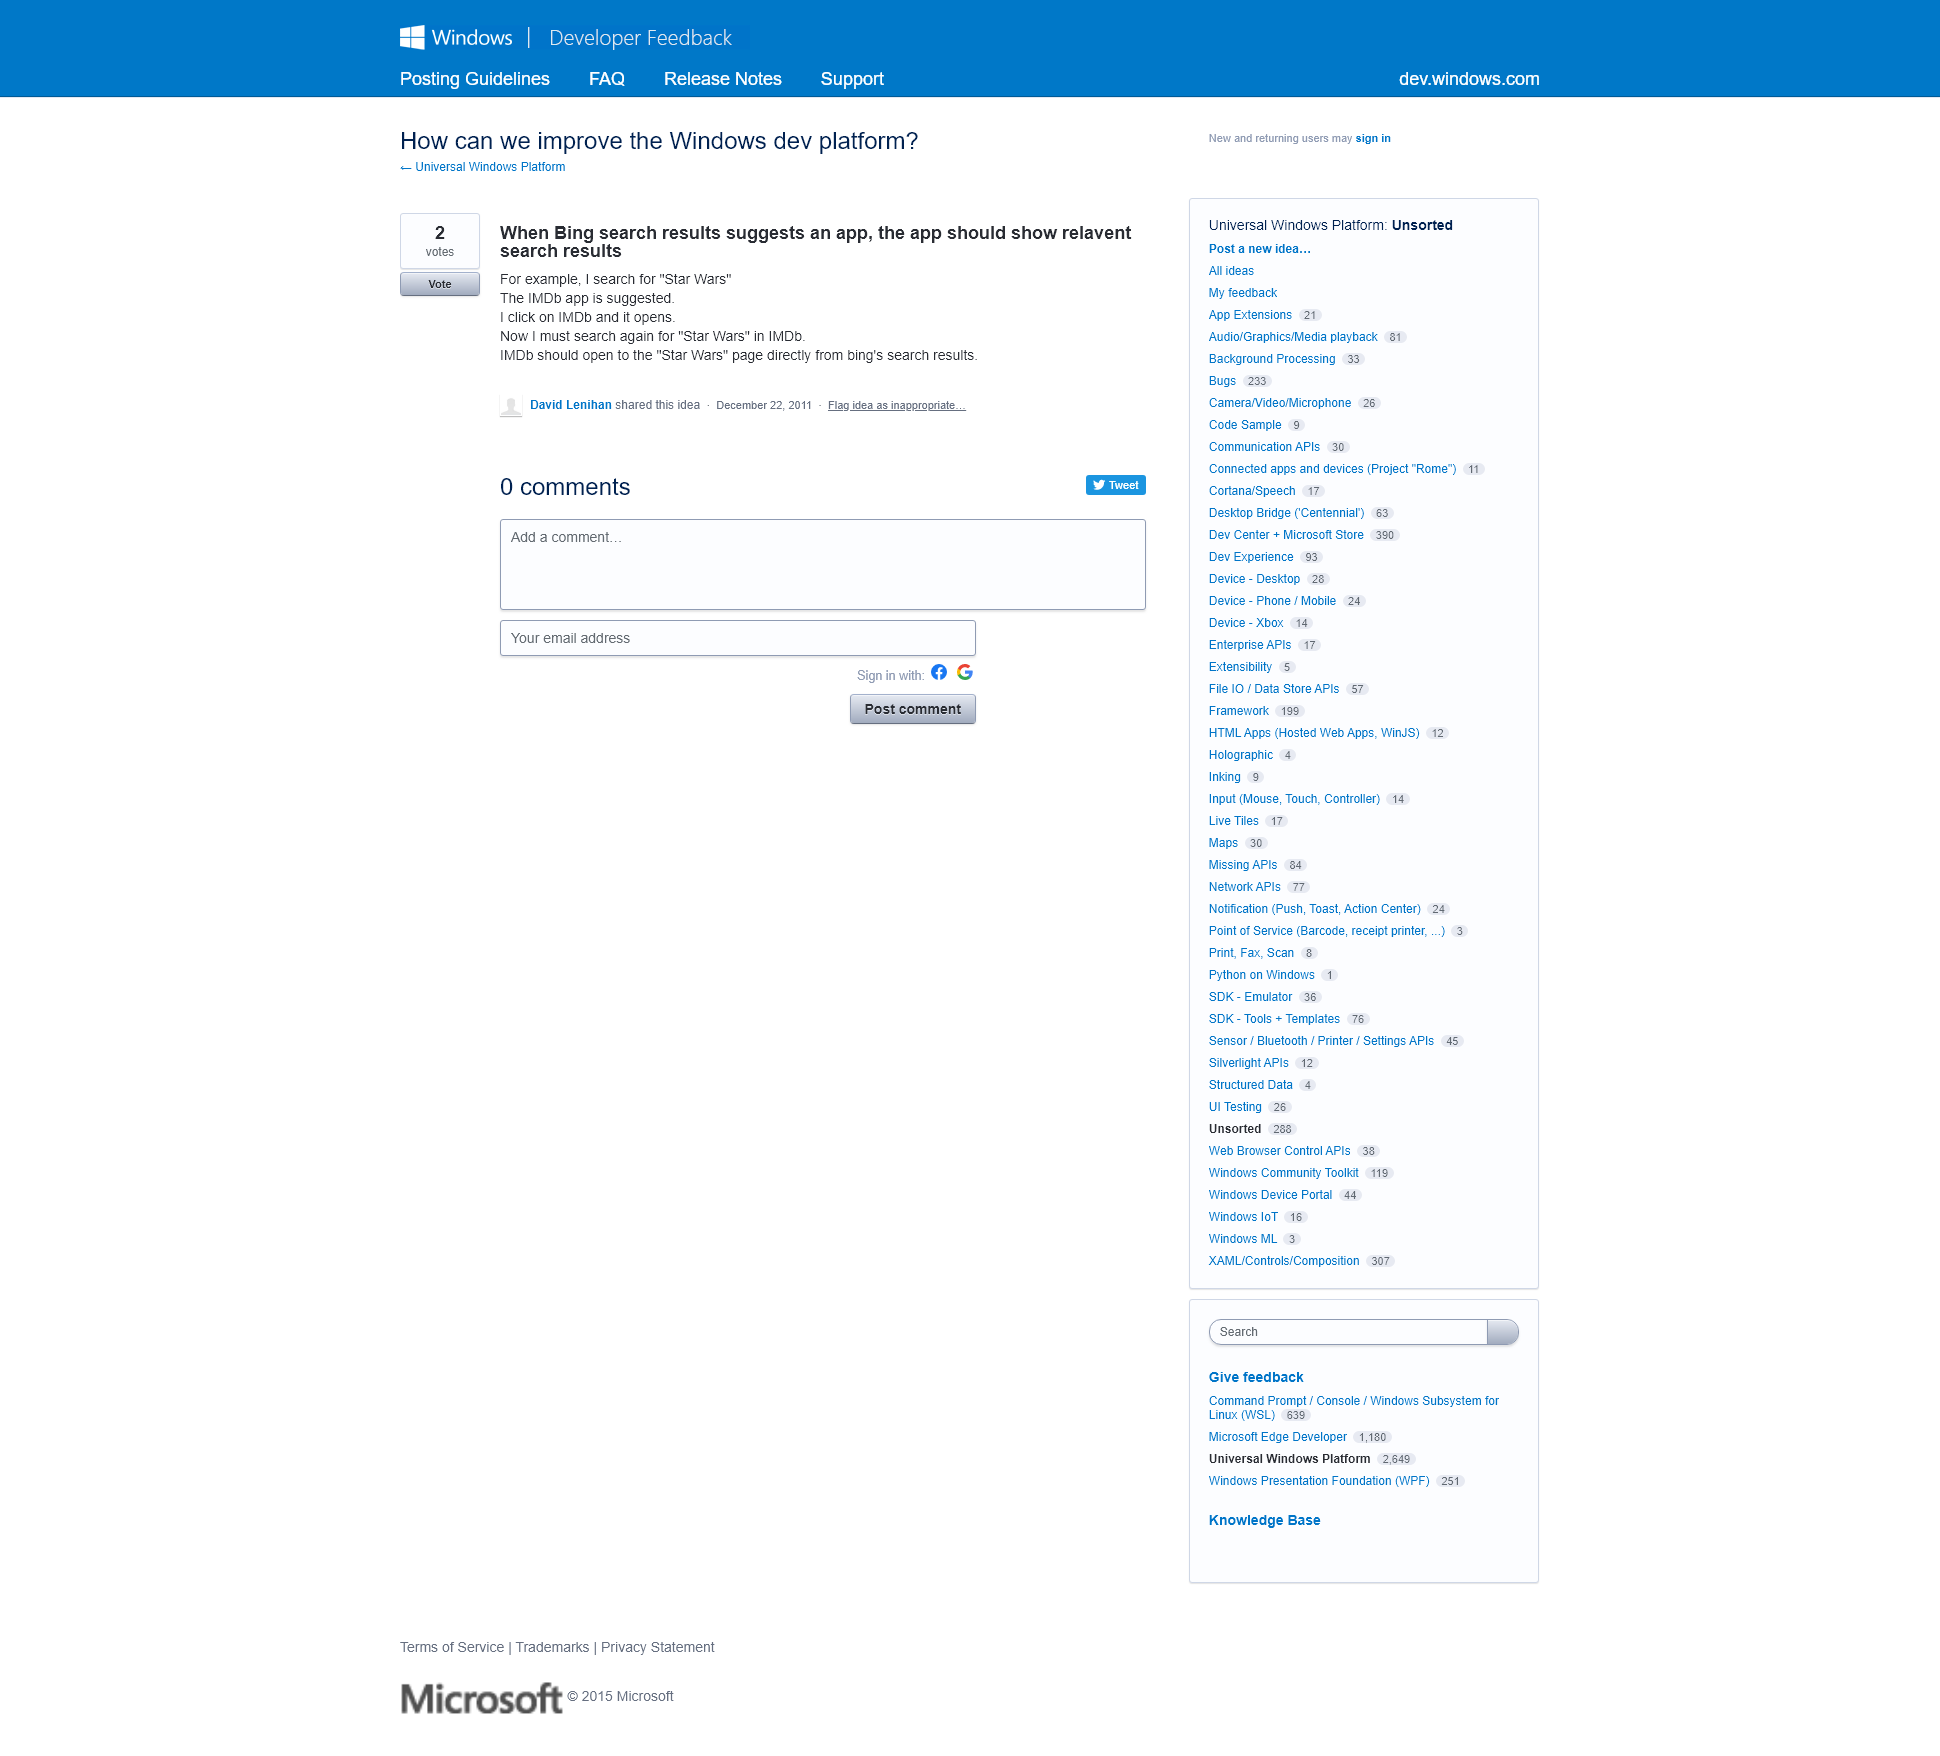 Windows | Developer Feedback
Posting Guidelines FAQ Release Notes Support dev.windows.com
How can we improve the Windows dev platform?
← Universal Windows Platform
New and returning users may sign in
2
votes
Vote
When Bing search results suggests an app, the app should show relavent
search results
For example, I search for "Star Wars"
The IMDb app is suggested.
I click on IMDb and it opens.
Now I must search again for "Star Wars" in IMDb.
IMDb should open to the "Star Wars" page directly from bing's search results.
David Lenihan shared this idea · December 22, 2011 · Flag idea as inappropriate…
0 comments
Tweet
Add a comment…
Your email address
Sign in with:
Post comment
Universal Windows Platform: Unsorted
Post a new idea…
All ideas
My feedback
App Extensions 21
Audio/Graphics/Media playback 81
Background Processing 33
Bugs 233
Camera/Video/Microphone 26
Code Sample 9
Communication APIs 30
Connected apps and devices (Project "Rome") 11
Cortana/Speech 17
Desktop Bridge ('Centennial') 63
Dev Center + Microsoft Store 390
Dev Experience 93
Device - Desktop 28
Device - Phone / Mobile 24
Device - Xbox 14
Enterprise APIs 17
Extensibility 5
File IO / Data Store APIs 57
Framework 199
HTML Apps (Hosted Web Apps, WinJS) 12
Holographic 4
Inking 9
Input (Mouse, Touch, Controller) 14
Live Tiles 17
Maps 30
Missing APIs 84
Network APIs 77
Notification (Push, Toast, Action Center) 24
Point of Service (Barcode, receipt printer, ...) 3
Print, Fax, Scan 8
Python on Windows 1
SDK - Emulator 36
SDK - Tools + Templates 76
Sensor / Bluetooth / Printer / Settings APIs 45
Silverlight APIs 12
Structured Data 4
UI Testing 26
Unsorted 288
Web Browser Control APIs 38
Windows Community Toolkit 119
Windows Device Portal 44
Windows IoT 16
Windows ML 3
XAML/Controls/Composition 307
Search
Give feedback
Command Prompt / Console / Windows Subsystem for
Linux (WSL) 639
Microsoft Edge Developer 1,180
Universal Windows Platform 2,649
Windows Presentation Foundation (WPF) 251
Knowledge Base
Terms of Service | Trademarks | Privacy Statement
Microsoft © 2015 Microsoft